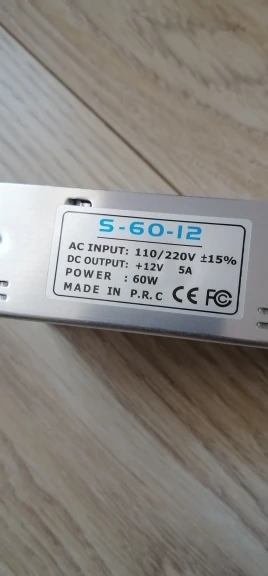 S-60-12
AC INPUT: 110/220V ±15%
DC OUTPUT: +12V 5A
POWER : 60W
MADE IN P.R.C CE FC